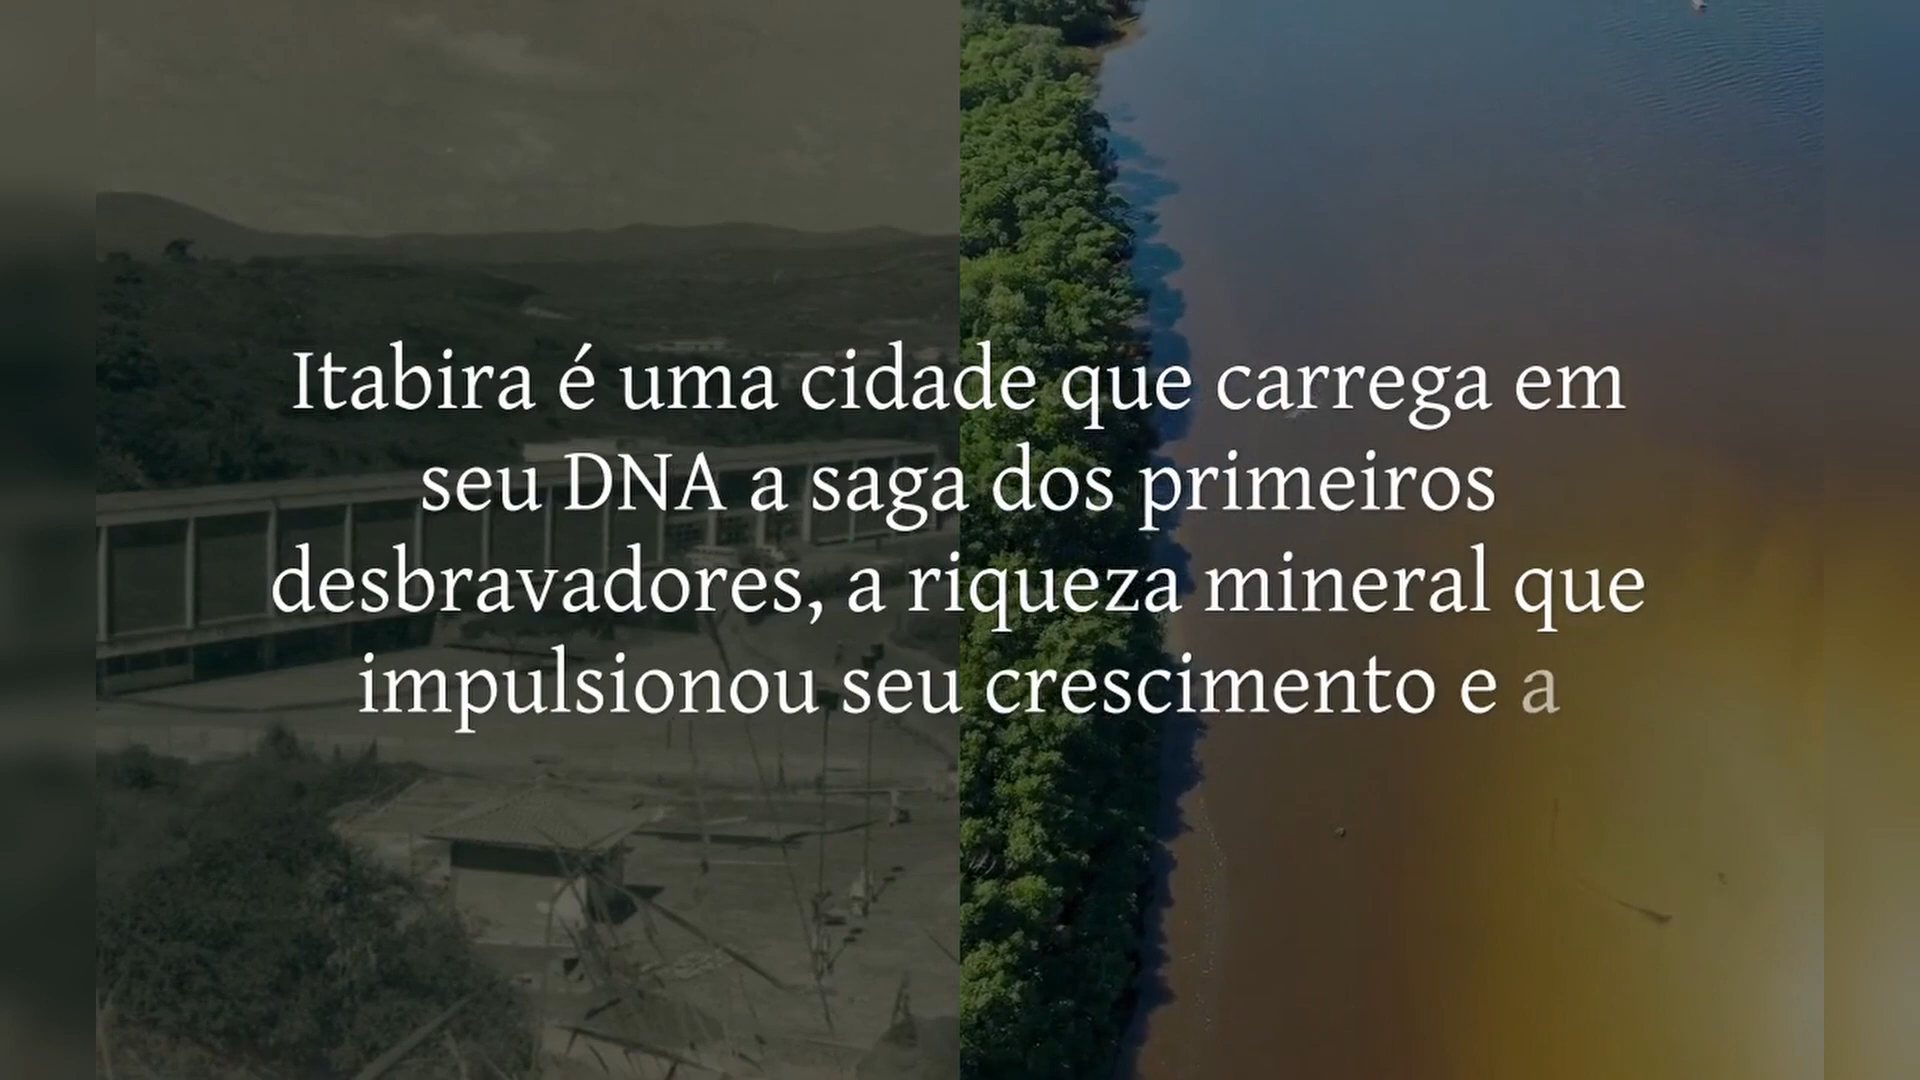 Itabira é uma cidade que carrega em
seu DNA a saga dos primeiros
desbravadores, a riqueza mineral que
impulsionou seu crescimento e a